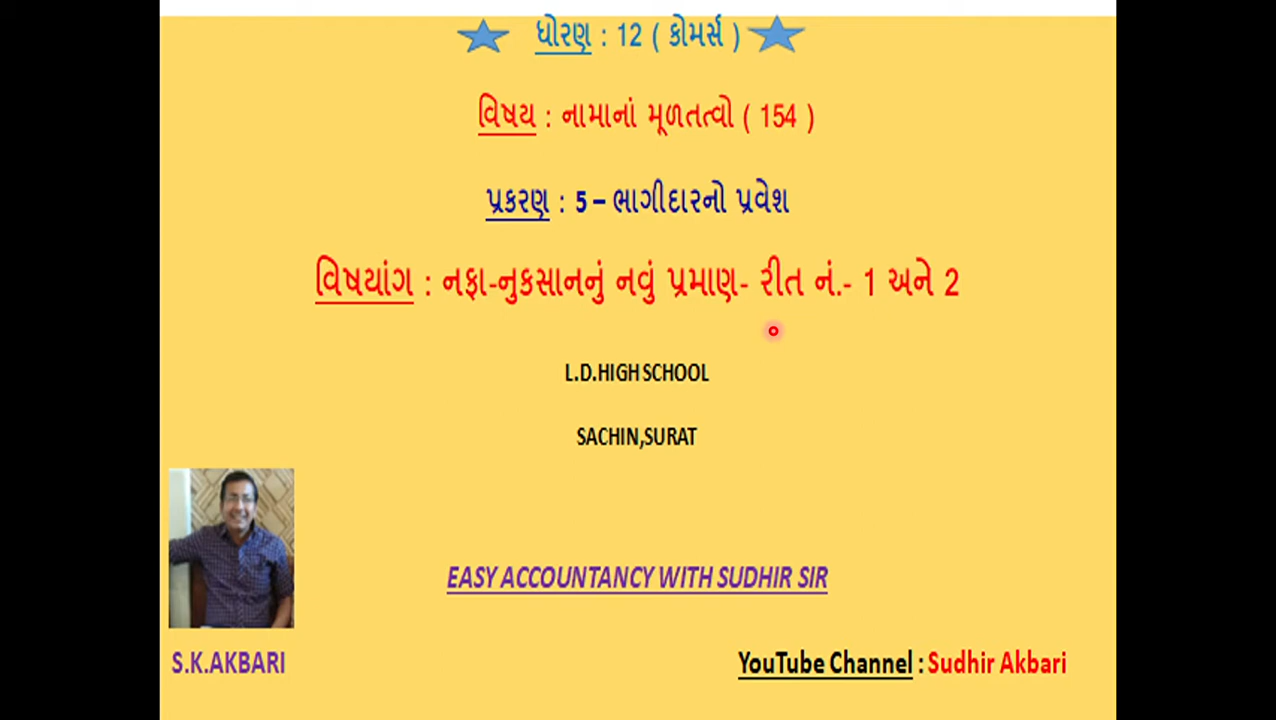 ધોરણ : 12 ( કોમર્સ )
વિષય : નામાનાં મૂળતત્વો ( 154 )
પ્રકરણ : 5 – ભાગીદારનો પ્રવેશ
વિષયાંગ : નફા-નુકસાનનું નવું પ્રમાણ- રીત નં.- 1 અને 2
L.D.HIGH SCHOOL
SACHIN,SURAT
EASY ACCOUNTANCY WITH SUDHIR SIR
S.K.AKBARI
YouTube Channel : Sudhir Akbari